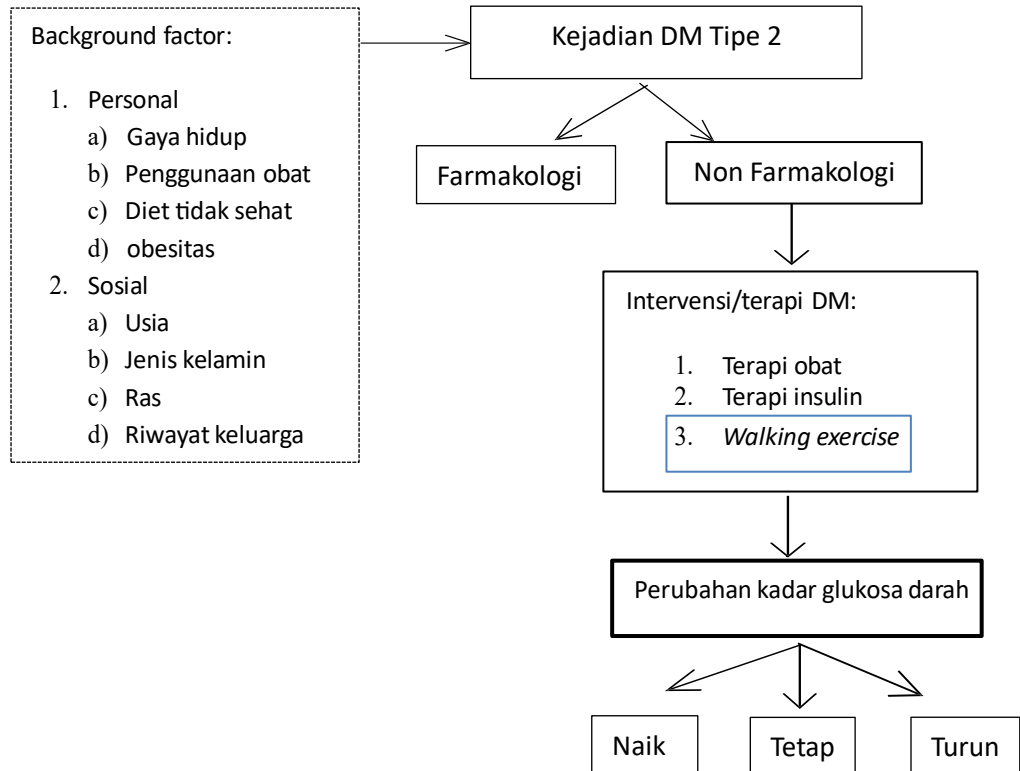 Background factor:
1. Personal
a) Gaya hidup
b) Penggunaan obat
c) Diet tidak sehat
d) obesitas
2. Sosial
a) Usia
b) Jenis kelamin
c) Ras
d) Riwayat keluarga
Kejadian DM Tipe 2
Farmakologi
Non Farmakologi
Intervensi/terapi DM:
1. Terapi obat
2. Terapi insulin
3. Walking exercise
Perubahan kadar glukosa darah
Naik
Tetap
Turun